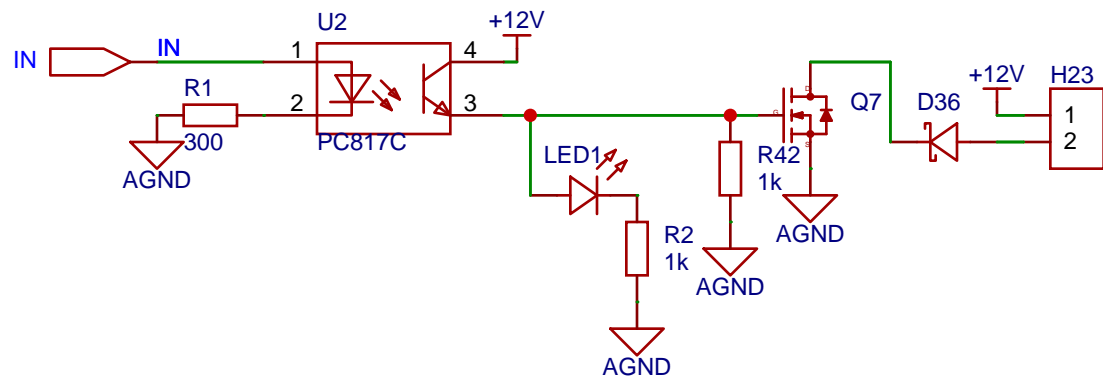 U2
+12V
IN
IN
1
4
R1
2
3
300
PC817C
AGND
LED1
R2
1k
AGND
R42
1k
AGND
D
G
S
Q7
AGND
D36
+12V
H23
1
2